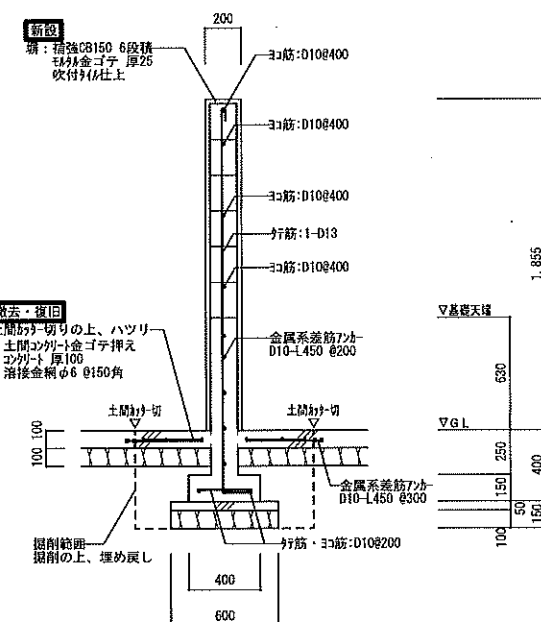 新設
塀：補強CB150 6段積
モルタル金ゴテ 厚25
吹付タイル仕上
200
ヨコ筋:D10@400
ヨコ筋:D10@400
ヨコ筋:D10@400
タテ筋:1-D13
ヨコ筋:D10@400
1,855
撤去・復旧
土間カッター切りの上、ハツリ
土間コンクリート金ゴテ押え
コンクリート 厚100
溶接金網φ6 @150角
金属系差筋アンカー
D10-L450 @200
▽基礎天端
630
土間カッター切
土間カッター切
▽GL
100
100
250
400
150
50
150
100
金属系差筋アンカー
D10-L450 @300
掘削範囲
掘削の上、埋め戻し
タテ筋・ヨコ筋:D10@200
400
600